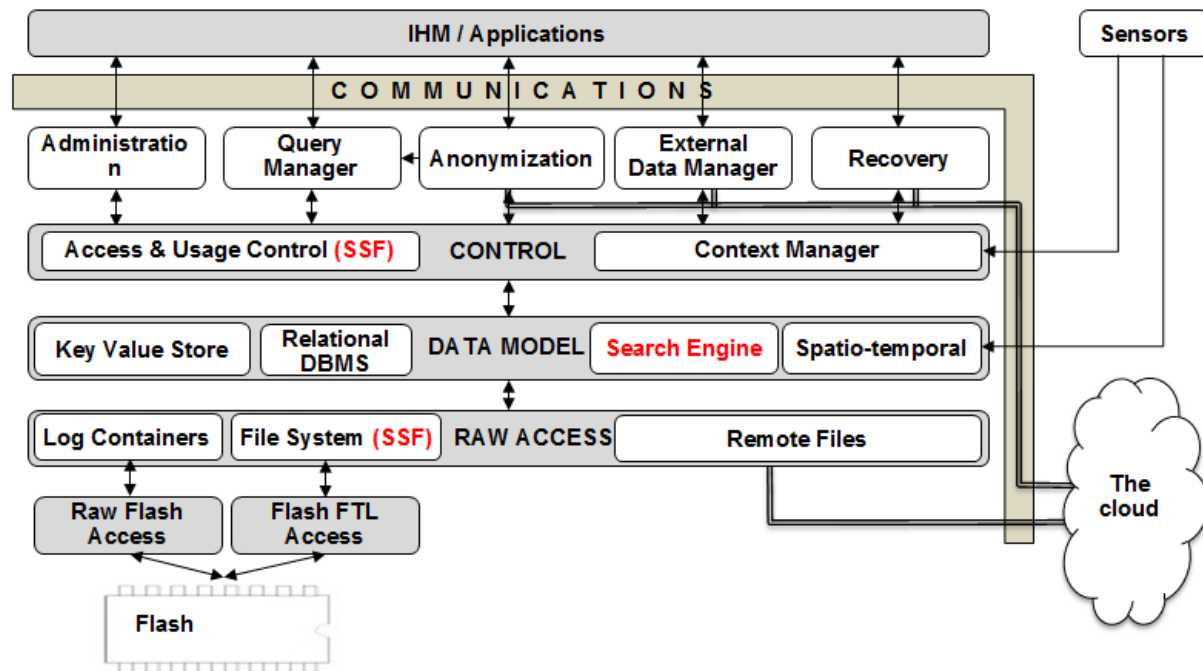 IHM / Applications
Sensors
COMMUNICATIONS
Administratio
n
Query
Manager
Anonymization
External
Data Manager
Recovery
Access & Usage Control (SSF)
CONTROL
Context Manager
Key Value Store
Relational
DBMS
DATA MODEL
Search Engine
Spatio-temporal
Log Containers
File System (SSF)
RAW ACCESS
Remote Files
Raw Flash
Access
Flash FTL
Access
The
cloud
Flash